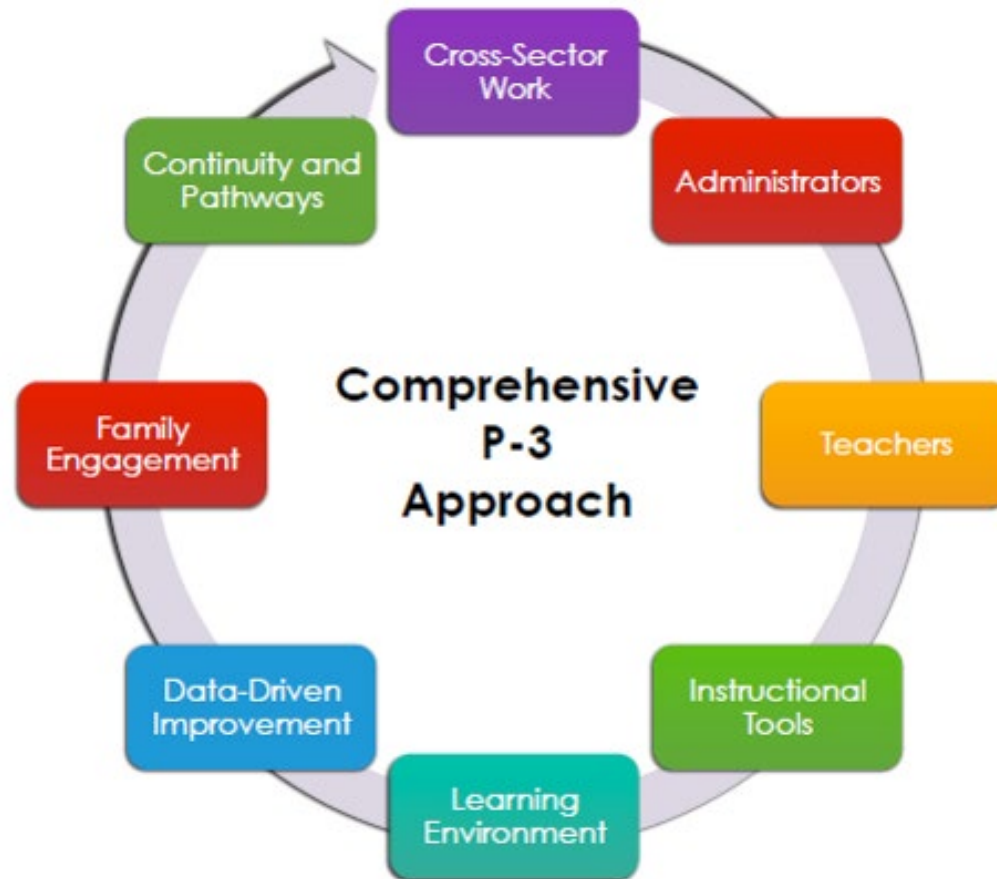 Cross-Sector
Work
Administrators
Teachers
Instructional
Tools
Learning
Environment
Data-Driven
Improvement
Family
Engagement
Continuity and
Pathways
Comprehensive
P-3
Approach